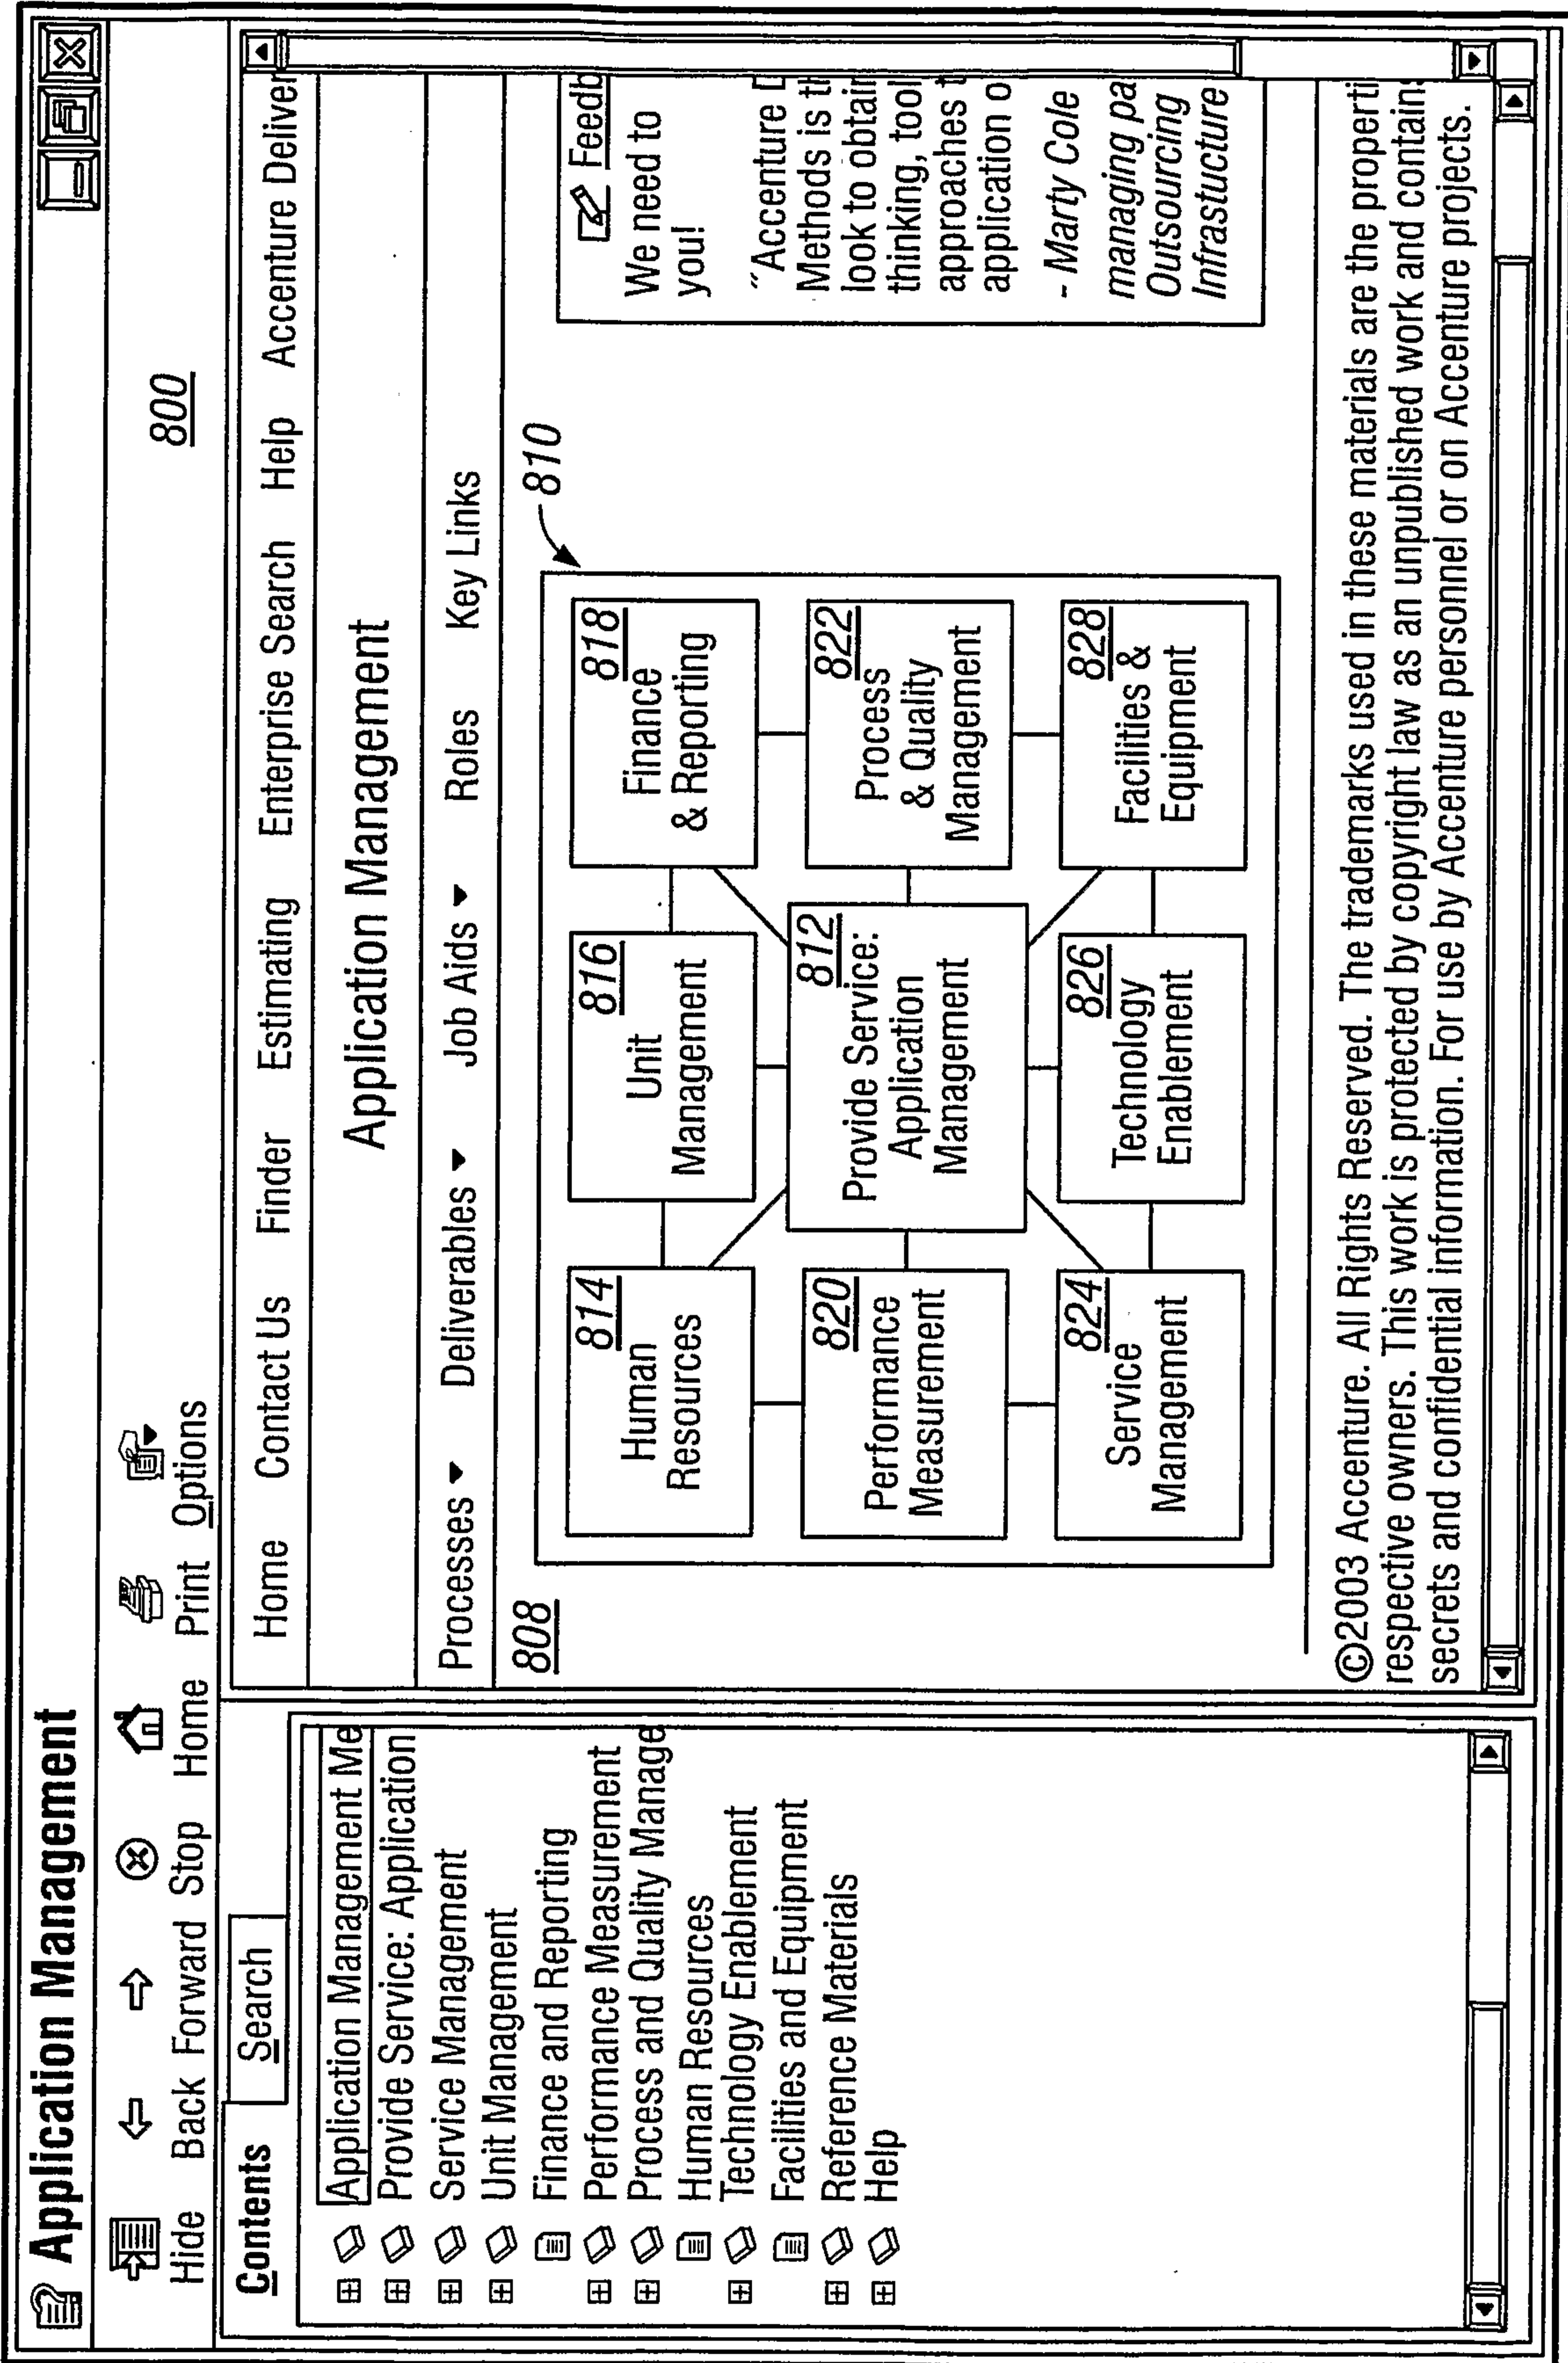 Application Management
Hide Back Forward Stop Home Print Options
800
Contents Search
Application Management Me
Provide Service: Application
Service Management
Unit Management
Finance and Reporting
Performance Measurement
Process and Quality Manage
Human Resources
Technology Enablement
Facilities and Equipment
Reference Materials
Help
Home Contact Us Finder Estimating Enterprise Search Help Accenture Deliver
Application Management
Processes Deliverables Job Aids Roles Key Links
808
810
814
Human
Resources
816
Unit
Management
818
Finance
& Reporting
820
Performance
Measurement
812
Provide Service:
Application
Management
822
Process
& Quality
Management
824
Service
Management
826
Technology
Enablement
828
Facilities &
Equipment
Feedb
We need to
you!
"Accenture D
Methods is th
look to obtain
thinking, tool
approaches t
application o
- Marty Cole
managing pa
Outsourcing
Infrastucture
©2003 Accenture. All Rights Reserved. The trademarks used in these materials are the properti
respective owners. This work is protected by copyright law as an unpublished work and contains
secrets and confidential information. For use by Accenture personnel or on Accenture projects.